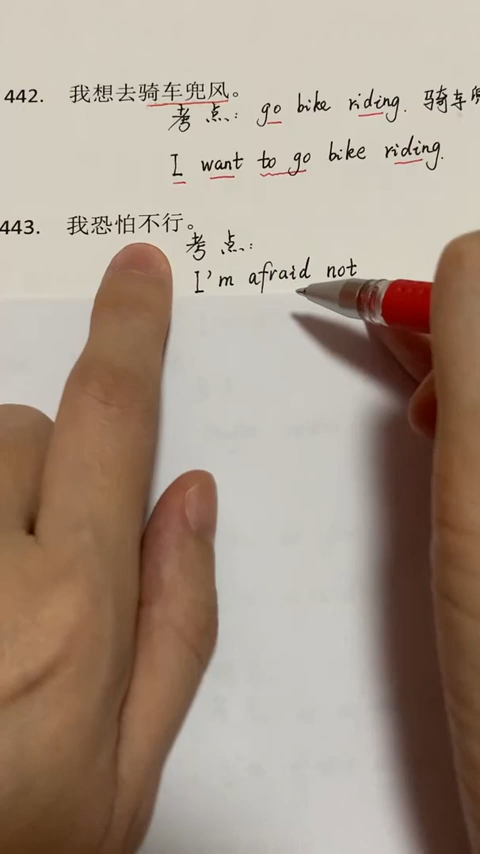 442. 我想去骑车兜风。
考点: go bike riding. 骑车
I want to go bike riding.
443. 我恐怕不行。
考点:
I'm afraid not